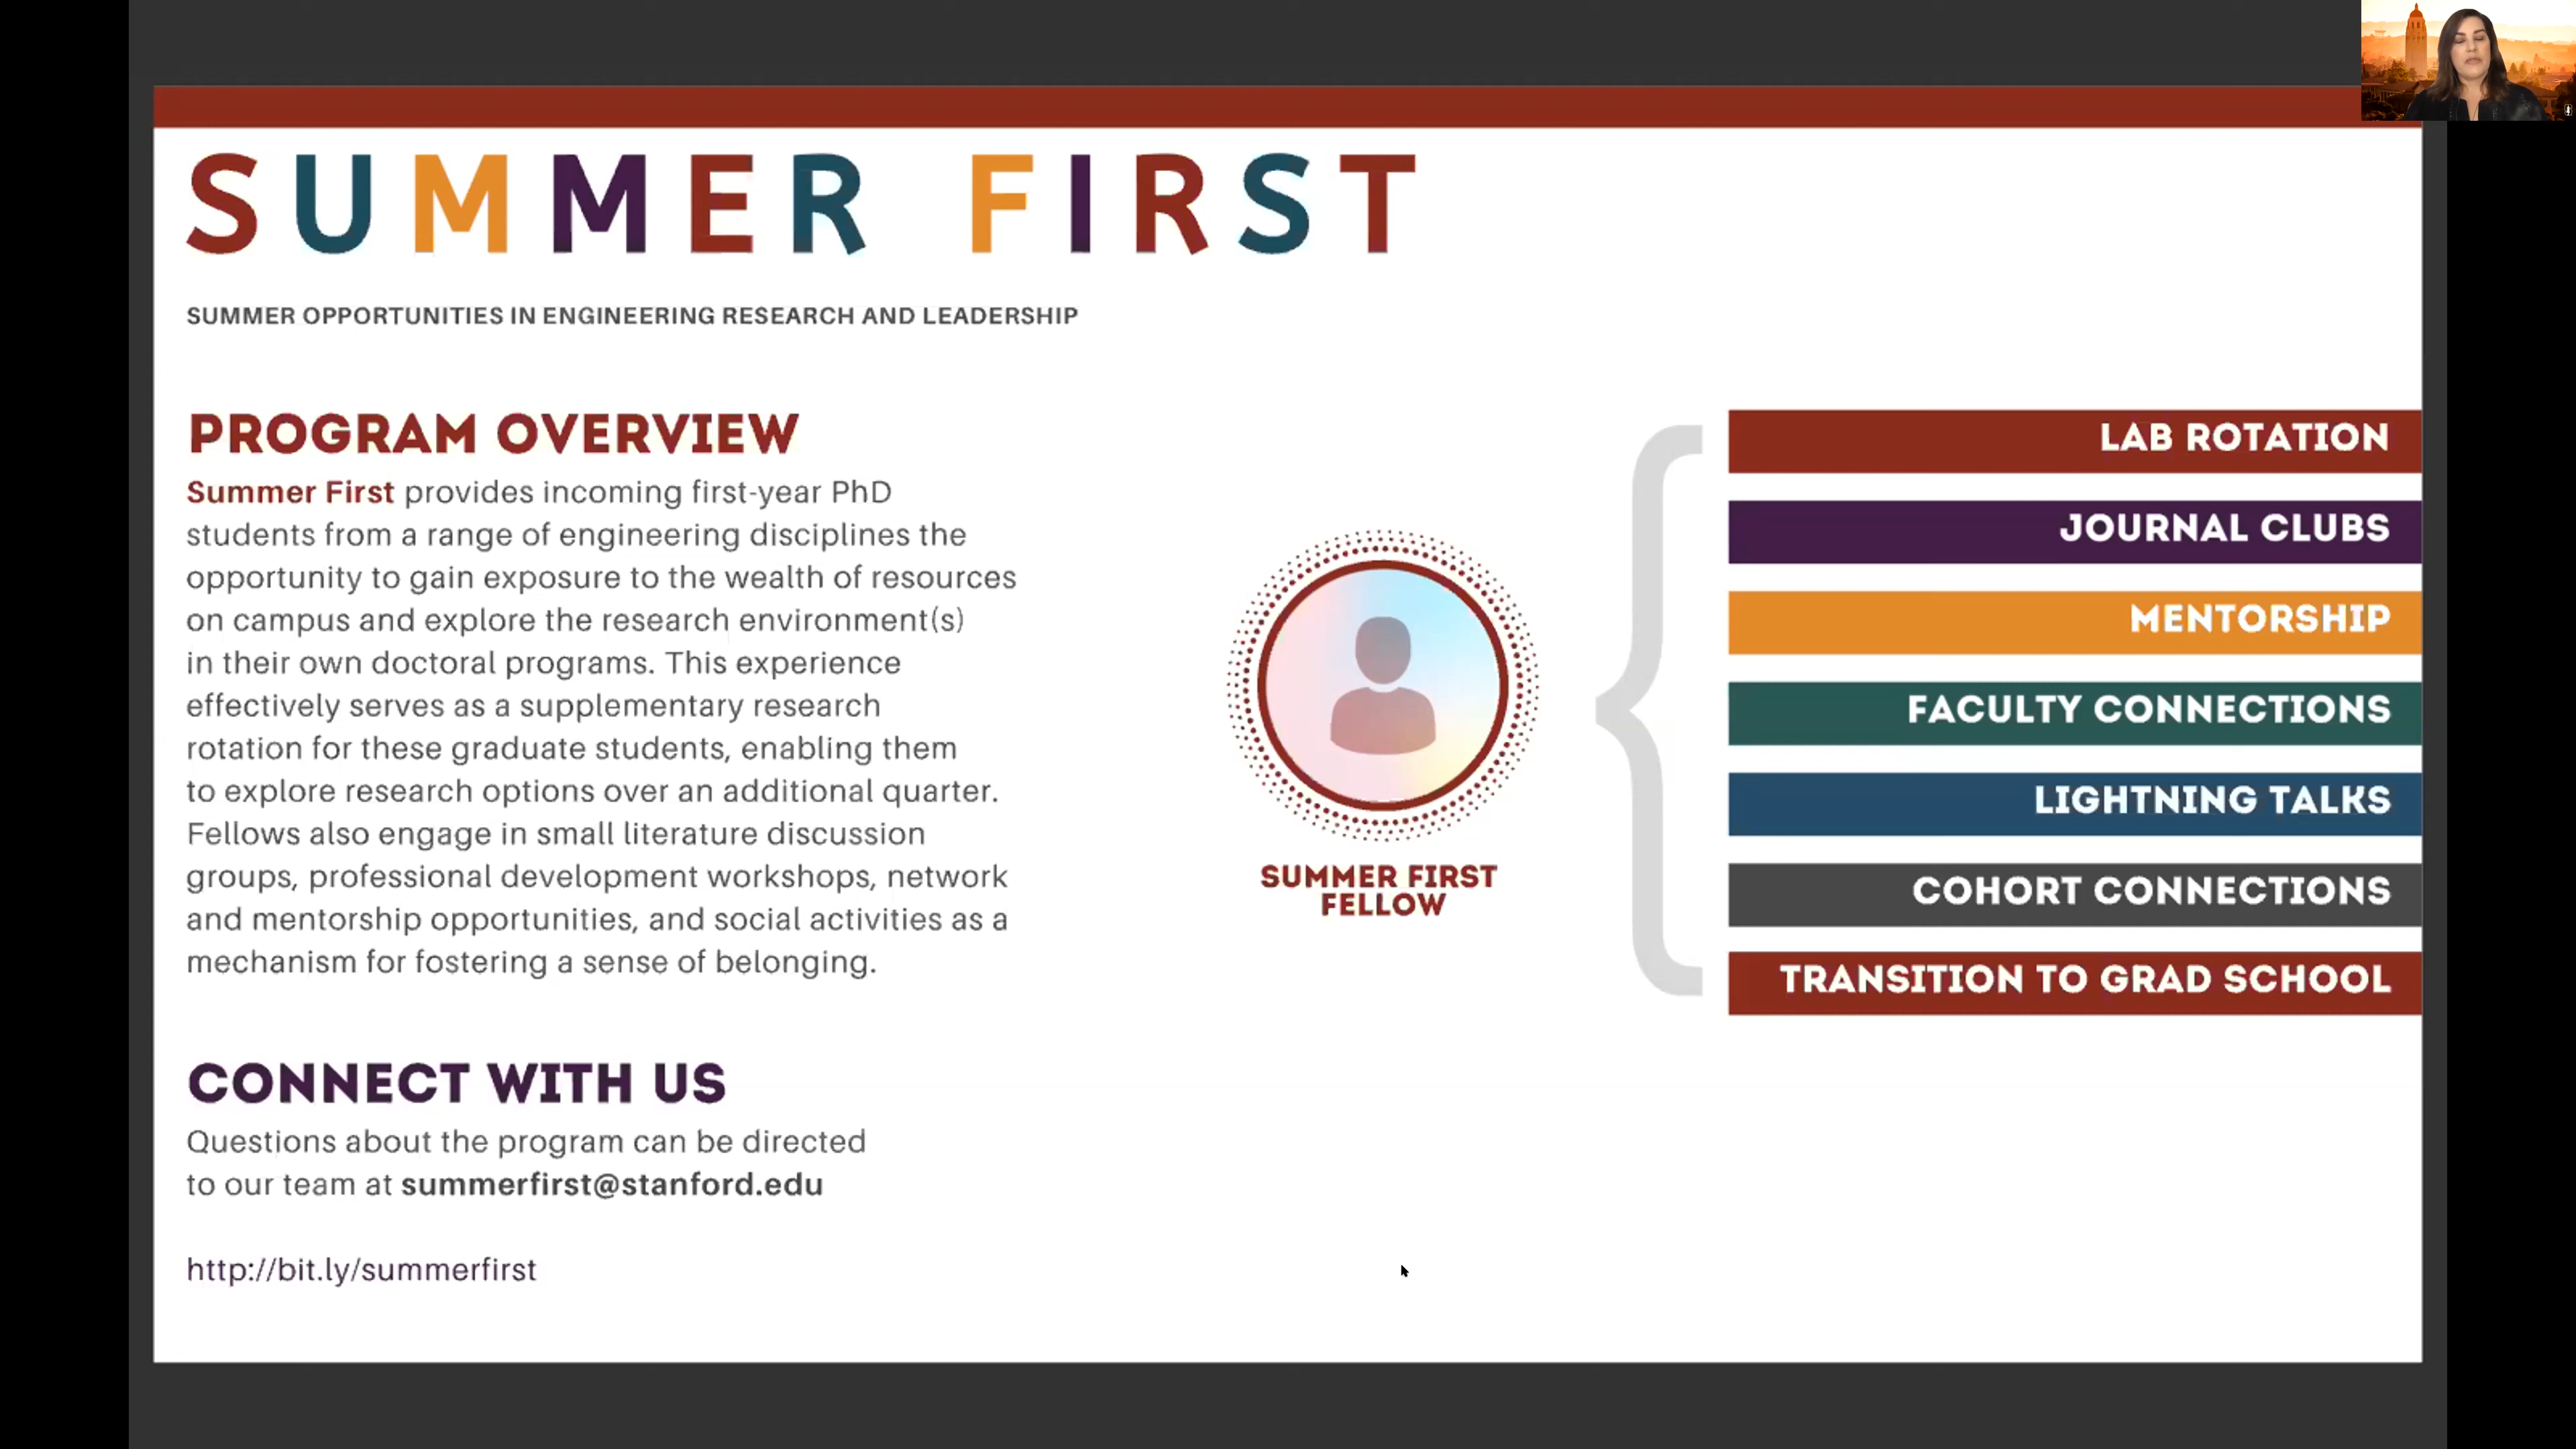 SUMMER FIRST
SUMMER OPPORTUNITIES IN ENGINEERING RESEARCH AND LEADERSHIP
PROGRAM OVERVIEW
Summer First provides incoming first-year PhD
students from a range of engineering disciplines the
opportunity to gain exposure to the wealth of resources
on campus and explore the research environment(s)
in their own doctoral programs. This experience
effectively serves as a supplementary research
rotation for these graduate students, enabling them
to explore research options over an additional quarter.
Fellows also engage in small literature discussion
groups, professional development workshops, network
and mentorship opportunities, and social activities as a
mechanism for fostering a sense of belonging.
CONNECT WITH US
Questions about the program can be directed
to our team at summerfirst@stanford.edu
http://bit.ly/summerfirst
SUMMER FIRST
FELLOW
LAB ROTATION
JOURNAL CLUBS
MENTORSHIP
FACULTY CONNECTIONS
LIGHTNING TALKS
COHORT CONNECTIONS
TRANSITION TO GRAD SCHOOL